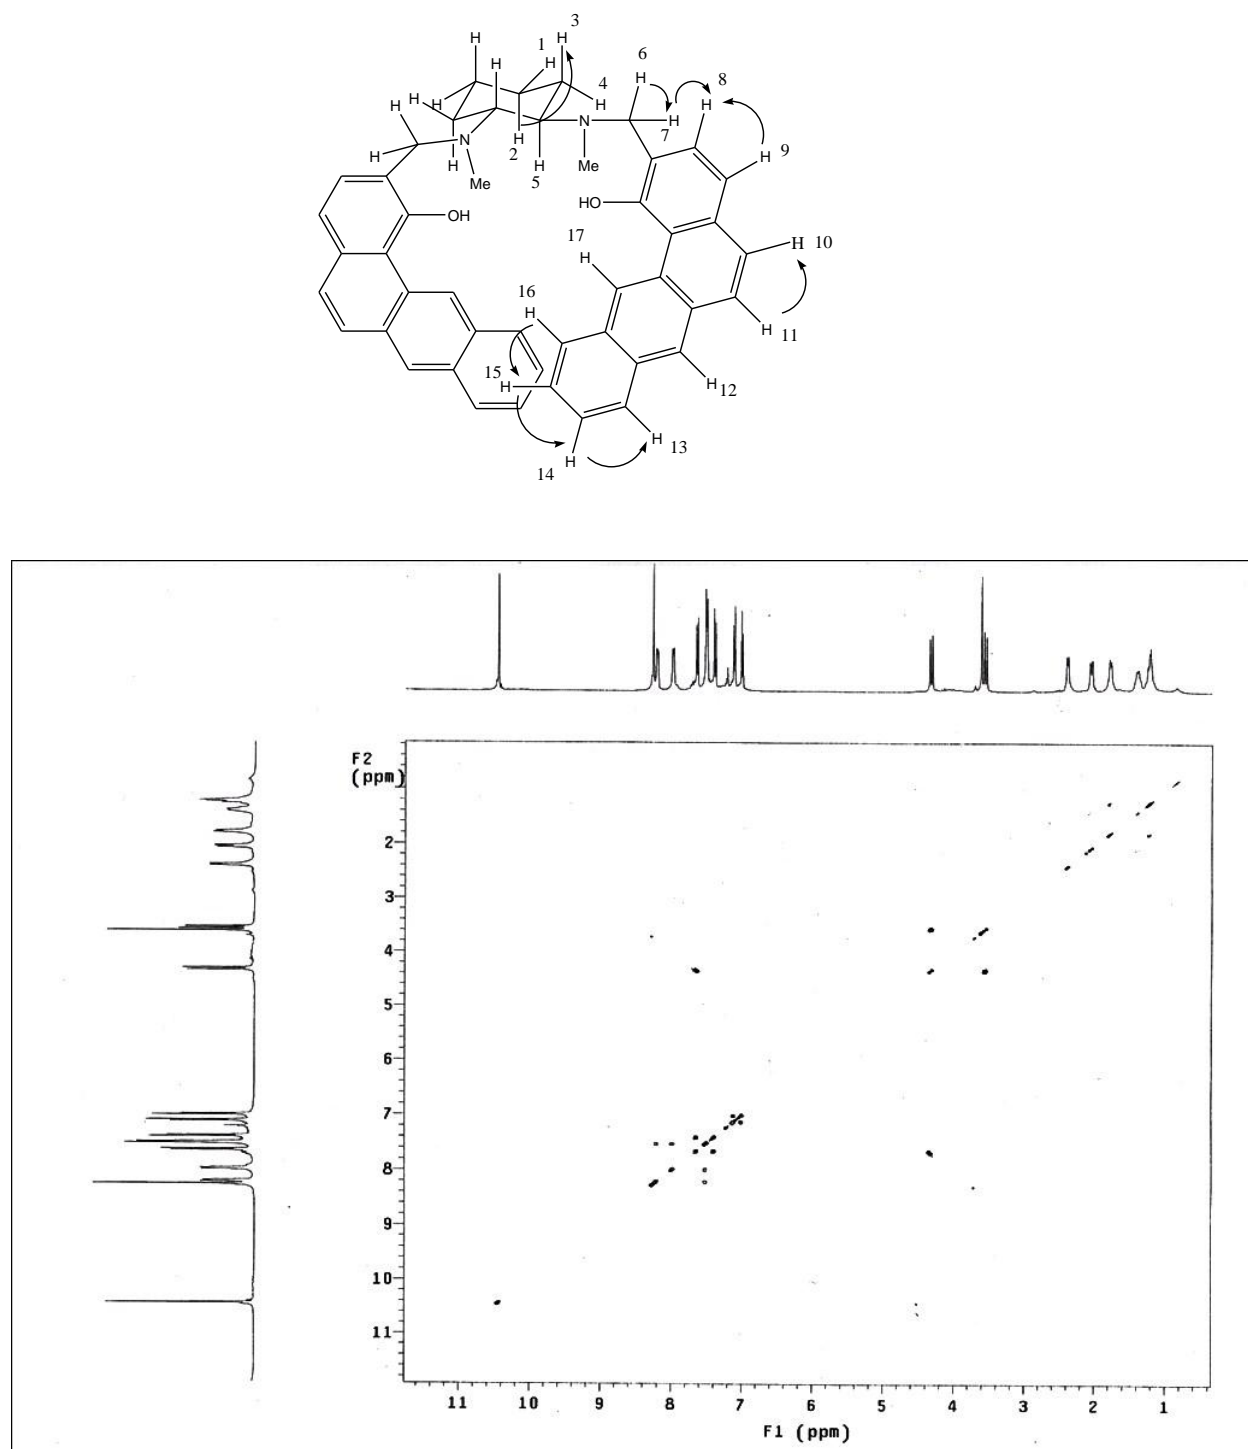 3
H H 1 6 8
H H H H
H H 4 H H
H H N H
N 2 H Me 7 H 9
H H H 5
Me HO
OH 17 H 10
H
16 H H 11
15 H H 12
H 13
14 H
F2
(ppm)
2
3
4
5
6
7
8
9
10
11
11 10 9 8 7 6 5 4 3 2 1
F1 (ppm)